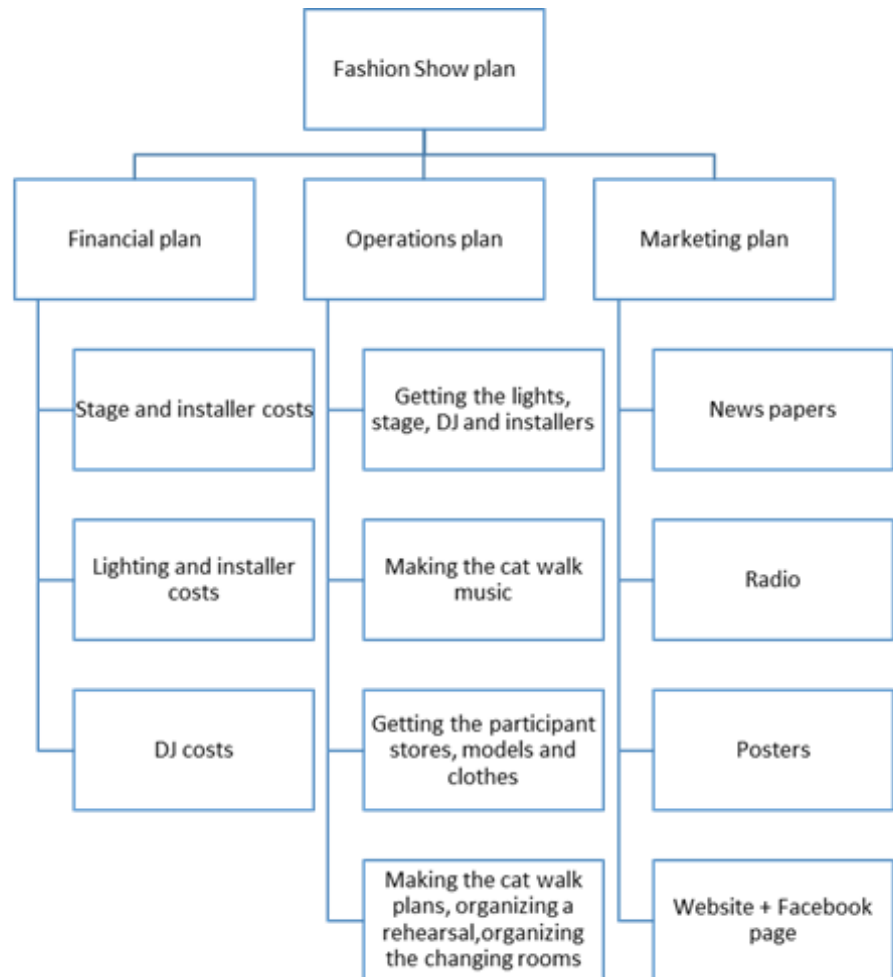 Fashion Show plan
Financial plan
Operations plan
Marketing plan
Stage and installer costs
Getting the lights,
stage, DJ and installers
News papers
Lighting and installer
costs
Making the cat walk
music
Radio
DJ costs
Getting the participant
stores, models and
clothes
Posters
Making the cat walk
plans, organizing a
rehearsal,organizing
the changing rooms
Website + Facebook
page